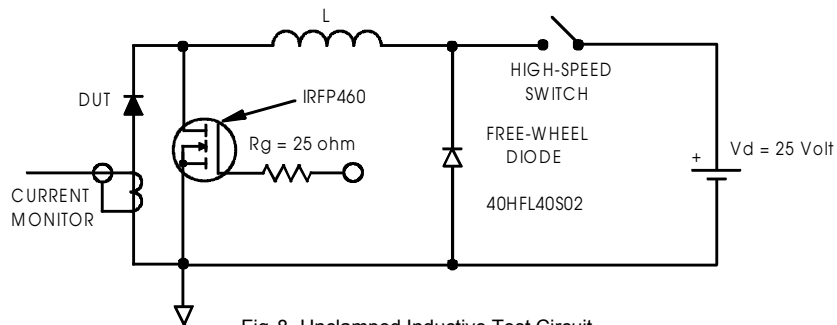 L
HIGH-SPEED
SWITCH
DUT
IRFP460
Rg = 25 ohm
FREE-WHEEL
DIODE
+
Vd = 25 Volt
40HFL40S02
CURRENT
MONITOR
Fig. 8- Unclamped Inductive Test Circuit